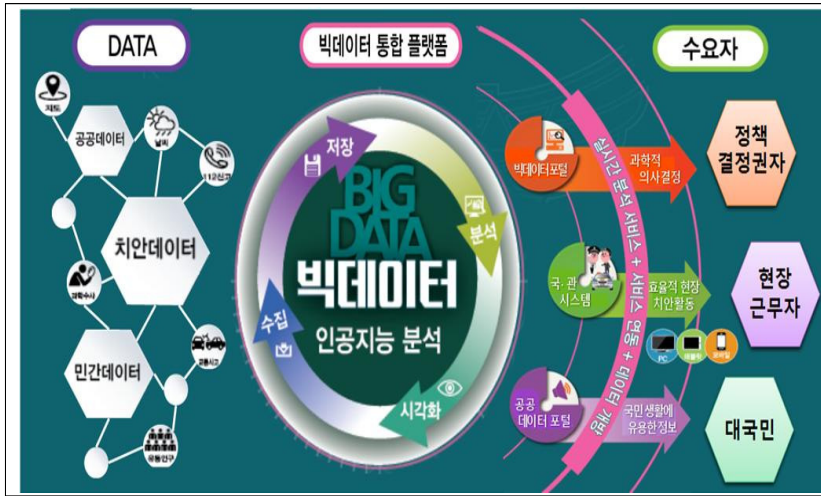 DATA
빅데이터 통합 플랫폼
수요자
지도
공공데이터
날씨
112신고
치안데이터
과학수사
민간데이터
교통사고
유동인구
저장
분석
시각화
수집
BIG
DATA
빅데이터
인공지능 분석
실시간 분석 서비스 + 서비스 연동 + 데이터 개방
빅데이터포털
과학적
의사결정
정책
결정권자
국·관
시스템
효율적 현장
치안활동
PC
태블릿
모바일
현장
근무자
공공
데이터 포털
국민 생활에
유용한 정보
대국민